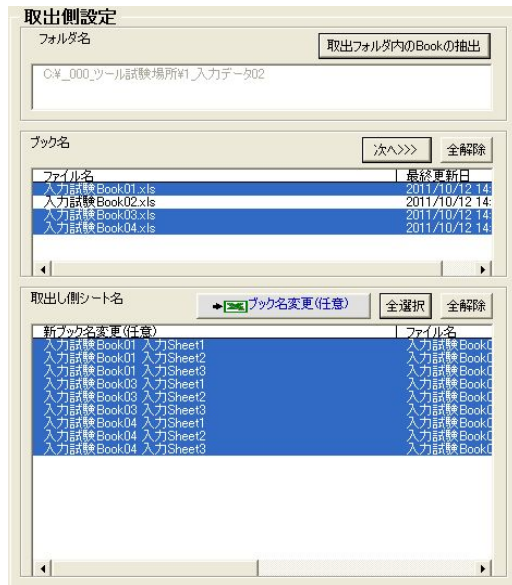 取出側設定
フォルダ名
取出フォルダ内のBookの抽出
C:¥_000_ツール試験場所¥1_入力データ02
ブック名
次へ>>>
全解除
ファイル名
最終更新日
入力試験Book01.xls
2011/10/12 14:
入力試験Book02.xls
2011/10/12 14:
入力試験Book03.xls
2011/10/12 14:
入力試験Book04.xls
2011/10/12 14:
取出し側シート名
ブック名変更(任意)
全選択
全解除
新ブック名変更(任意)
ファイル名
入力試験Book01 入力Sheet1
入力試験Book0
入力試験Book01 入力Sheet2
入力試験Book0
入力試験Book01 入力Sheet3
入力試験Book0
入力試験Book03 入力Sheet1
入力試験Book0
入力試験Book03 入力Sheet2
入力試験Book0
入力試験Book03 入力Sheet3
入力試験Book0
入力試験Book04 入力Sheet1
入力試験Book0
入力試験Book04 入力Sheet2
入力試験Book0
入力試験Book04 入力Sheet3
入力試験Book0